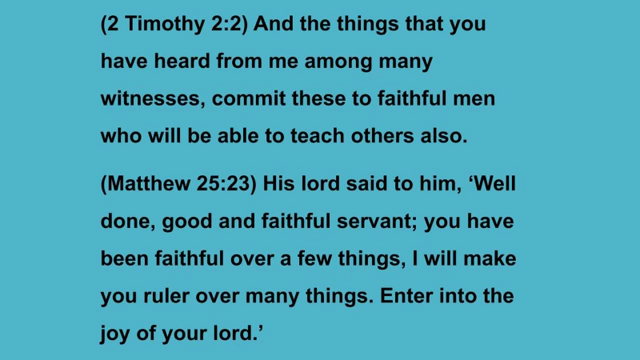 (2 Timothy 2:2) And the things that you
have heard from me among many
witnesses, commit these to faithful men
who will be able to teach others also.
(Matthew 25:23) His lord said to him, ‘Well
done, good and faithful servant; you have
been faithful over a few things, I will make
you ruler over many things. Enter into the
joy of your lord.’